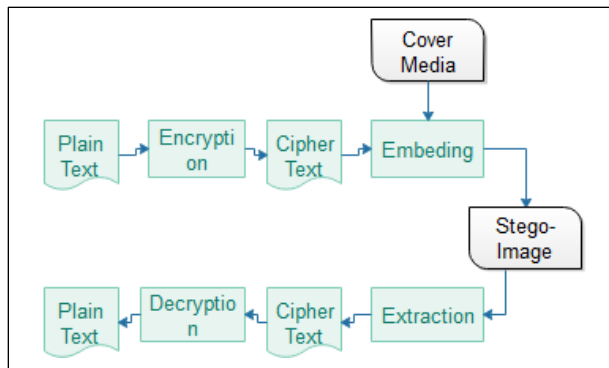 Cover
Media
Plain
Text
Encrypti
on
Cipher
Text
Embeding
Stego-
Image
Plain
Text
Decryptio
n
Cipher
Text
Extraction